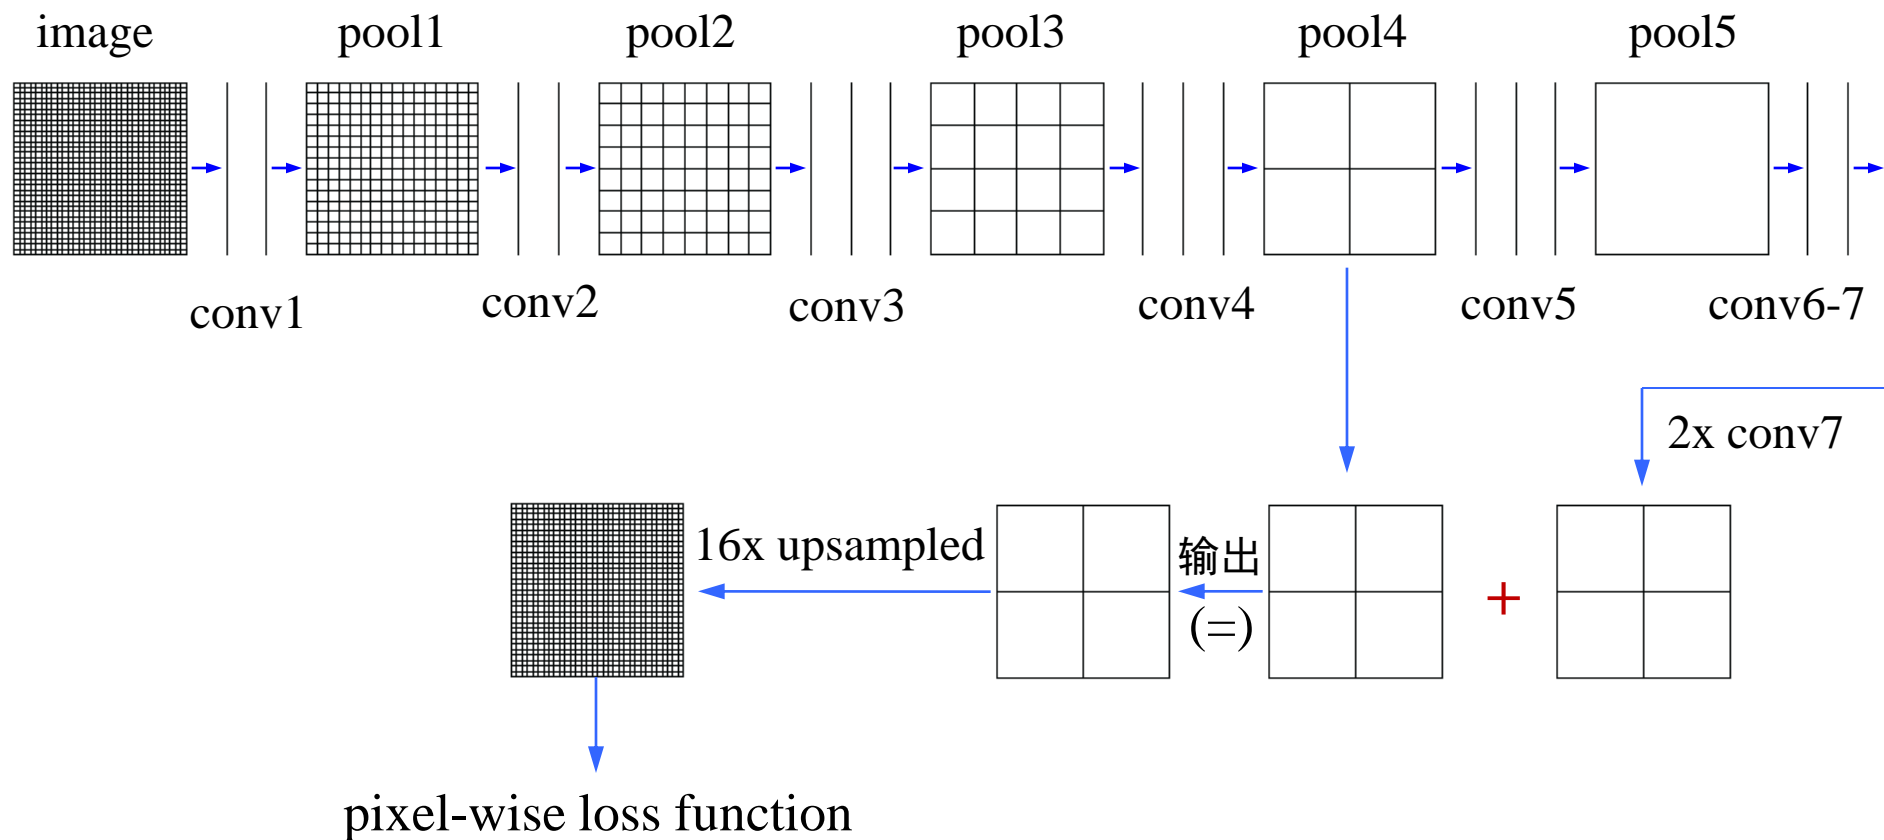 image
pool1
pool2
pool3
pool4
pool5
conv1
conv2
conv3
conv4
conv5
conv6-7
2x conv7
16x upsampled
输出
(=)
+
pixel-wise loss function